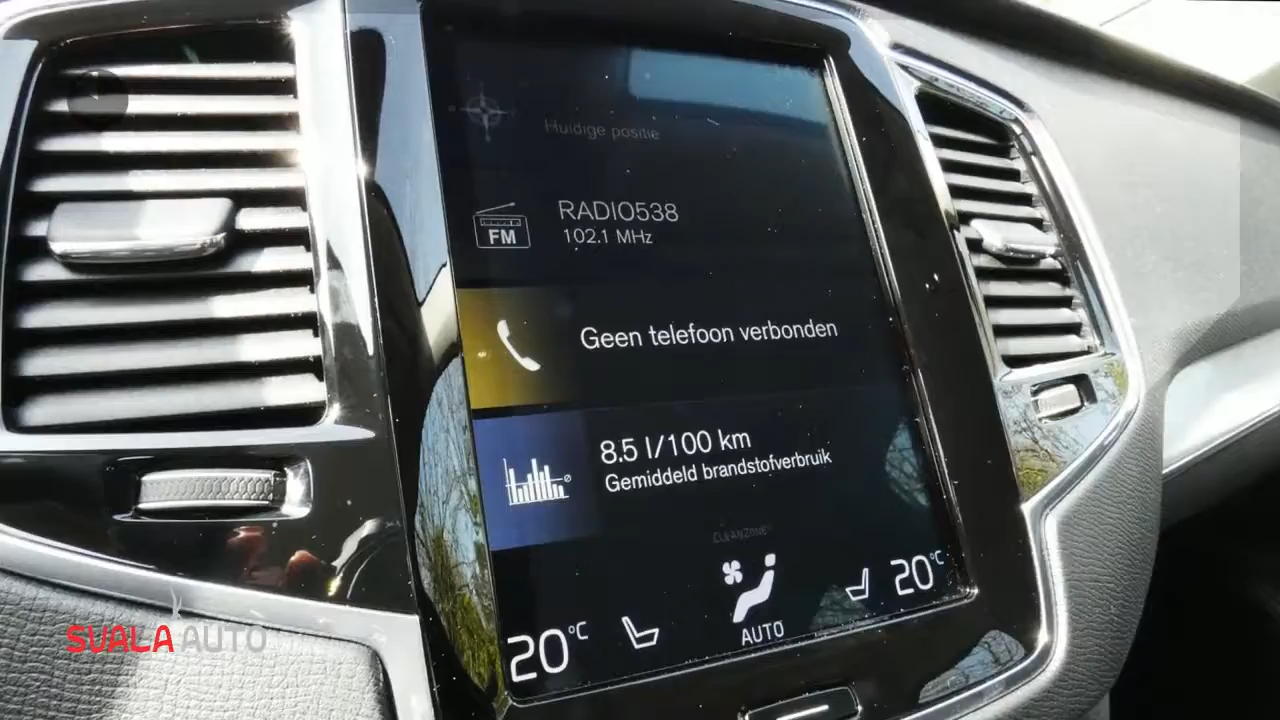 Huidige positie
RADIO538
FM
102.1 MHz
Geen telefoon verbonden
8.5 l/100 km
Gemiddeld brandstofverbruik
CLEANZONE
20°C
AUTO
20°C
SVALA AUTO